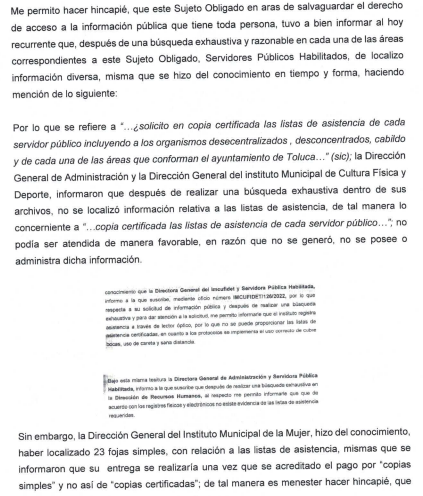 Me permito hacer hincapié, que este Sujeto Obligado en aras de salvaguardar el derecho
de acceso a la información pública que tiene toda persona, tuvo a bien informar al hoy
recurrente que, después de una búsqueda exhaustiva y razonable en cada una de las áreas
correspondientes a este Sujeto Obligado, Servidores Públicos Habilitados, de localizo
información diversa, misma que se hizo del conocimiento en tiempo y forma, haciendo
mención de lo siguiente:
Por lo que se refiere a “…¿solicito en copia certificada las listas de asistencia de cada
servidor público incluyendo a los organismos desecentralizados , desconcentrados, cabildo
y de cada una de las áreas que conforman el ayuntamiento de Toluca…” (sic); la Dirección
General de Administración y la Dirección General del instituto Municipal de Cultura Física y
Deporte, informaron que después de realizar una búsqueda exhaustiva dentro de sus
archivos, no se localizó información relativa a las listas de asistencia, de tal manera lo
concerniente a “…copia certificada las listas de asistencia de cada servidor público…”; no
podía ser atendida de manera favorable, en razón que no se generó, no se posee o
administra dicha información.
conocimiento que la Directora General del Imcufidet y Servidora Pública Habilitada,
informo a la que suscribe, mediante oficio número IMCUFIDET/ /2022, por lo que
respecta a su solicitud de información pública y después de realizar una búsqueda
exhaustiva y para dar atención a la solicitud, me permito informarle que el instituto registra
asistencia a través de lector óptico, por lo que no se puede proporcionar las listas de
asistencia certificadas, en cuanto a los protocolos se implementa el uso correcto de cubre
bocas, uso de careta y sana distancia.
Bajo esta misma tesitura la Directora General de Administración y Servidora Pública
Habilitada, informo a la que suscribe que después de realizar una búsqueda exhaustiva en
la Dirección de Recursos Humanos, al respecto me permito informarle que que de
acuerdo con los registros físicos y electrónicos no existe evidencia de las listas de asistencia
requeridas.
Sin embargo, la Dirección General del Instituto Municipal de la Mujer, hizo del conocimiento,
haber localizado 23 fojas simples, con relación a las listas de asistencia, mismas que se
informaron que su entrega se realizaría una vez que se acreditado el pago por “copias
simples” y no así de “copias certificadas”; de tal manera es menester hacer hincapié, que